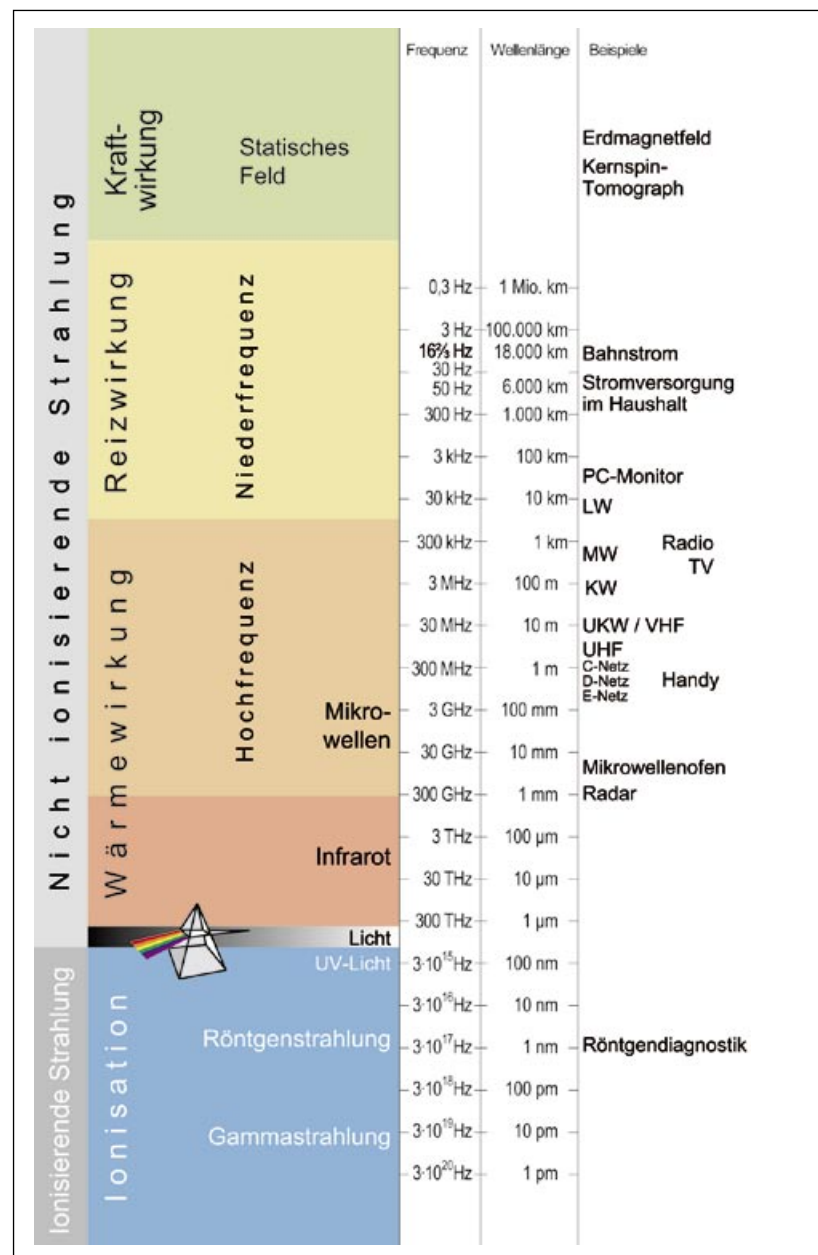 Frequenz Wellenlänge Beispiele
Nicht ionisierende Strahlung
Kraft-
wirkung
Statisches
Feld
Erdmagnetfeld
Kernspin-
Tomograph
Reizwirkung
Niederfrequenz
0,3 Hz 1 Mio. km
3 Hz 100.000 km
16⅔ Hz 18.000 km Bahnstrom
30 Hz
50 Hz 6.000 km Stromversorgung
im Haushalt
300 Hz 1.000 km
3 kHz 100 km
PC-Monitor
30 kHz 10 km LW
Wärmewirkung
Hochfrequenz
300 kHz 1 km
MW Radio
TV
3 MHz 100 m KW
30 MHz 10 m UKW / VHF
UHF
300 MHz 1 m C-Netz
D-Netz Handy
E-Netz
Mikro-
wellen
3 GHz 100 mm
30 GHz 10 mm
Mikrowellenofen
300 GHz 1 mm Radar
3 THz 100 µm
Infrarot
30 THz 10 µm
300 THz 1 µm
Licht
Ionisierende Strahlung
Ionisation
UV-Licht 3·10¹⁵Hz 100 nm
3·10¹⁶Hz 10 nm
Röntgenstrahlung 3·10¹⁷Hz 1 nm Röntgendiagnostik
3·10¹⁸Hz 100 pm
Gammastrahlung 3·10¹⁹Hz 10 pm
3·10²⁰Hz 1 pm